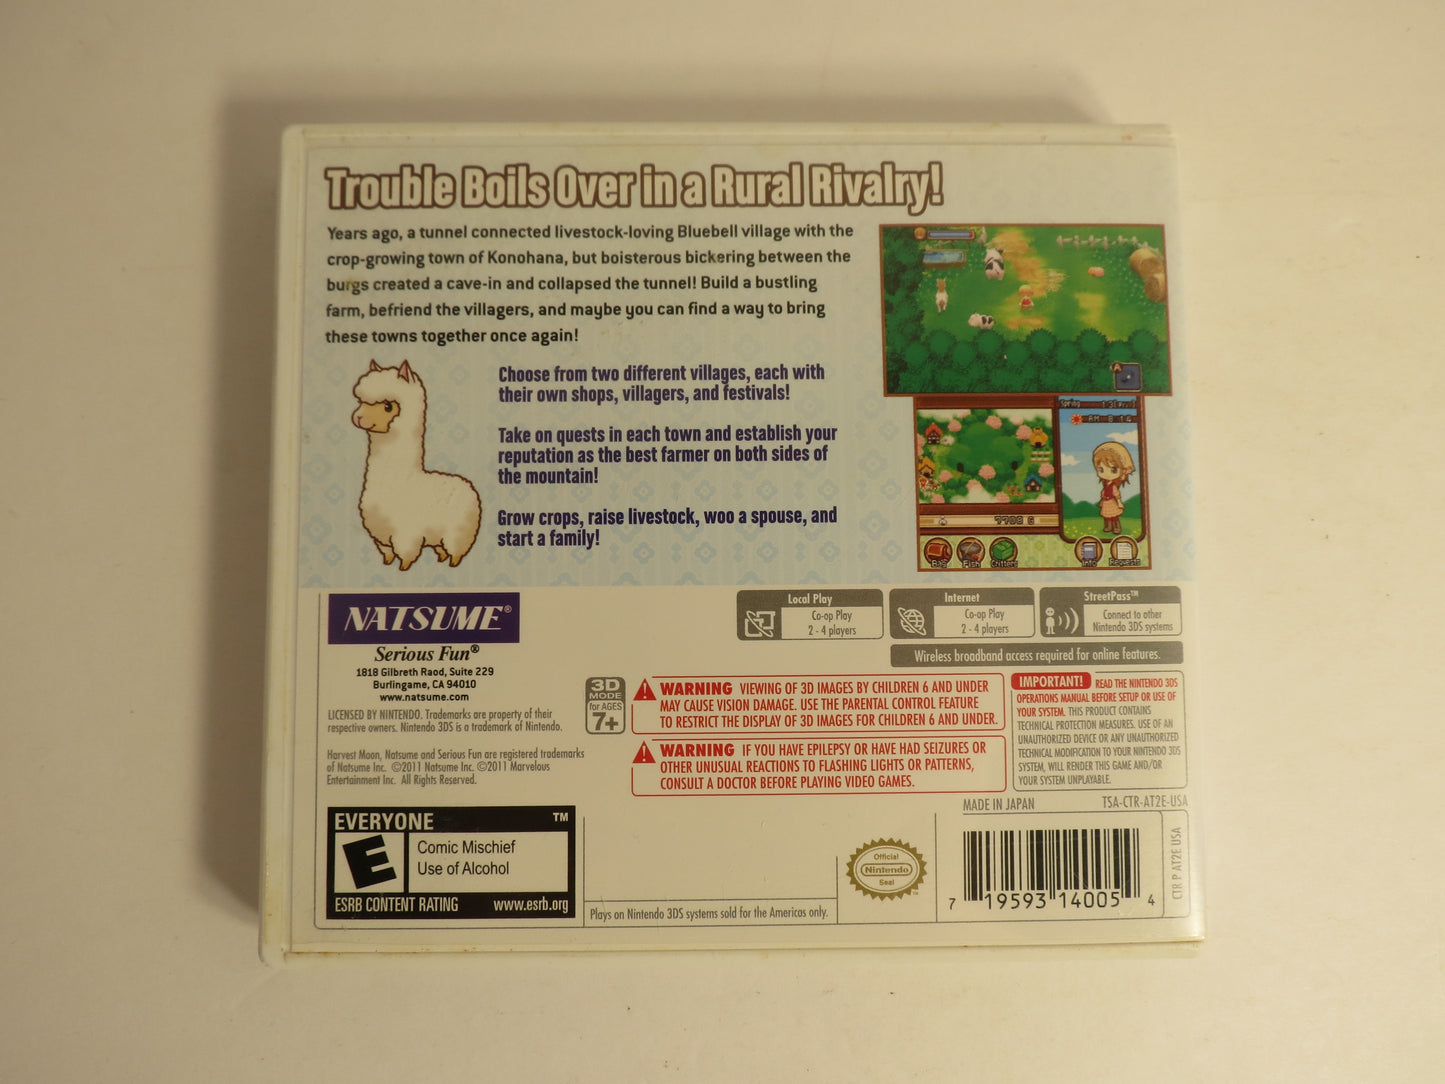 Trouble Boils Over in a Rural Rivalry!
Years ago, a tunnel connected livestock-loving Bluebell village with the
crop-growing town of Konohana, but boisterous bickering between the
burgs created a cave-in and collapsed the tunnel! Build a bustling
farm, befriend the villagers, and maybe you can find a way to bring
these towns together once again!
Choose from two different villages, each with
their own shops, villagers, and festivals!
Take on quests in each town and establish your
reputation as the best farmer on both sides of
the mountain!
Grow crops, raise livestock, woo a spouse, and
start a family!
A
Spring
AM 8:16
7708 G
Bag
Fish
Critters
Info
Requests
NATSUME®
Serious Fun®
1818 Gilbreth Raod, Suite 229
Burlingame, CA 94010
www.natsume.com
LICENSED BY NINTENDO. Trademarks are property of their
respective owners. Nintendo 3DS is a trademark of Nintendo.
Harvest Moon, Natsume and Serious Fun are registered trademarks
of Natsume Inc. ©2011 Natsume Inc. ©2011 Marvelous
Entertainment Inc. All Rights Reserved.
Local Play
Co-op Play
2 - 4 players
Internet
Co-op Play
2 - 4 players
StreetPass™
Connect to other
Nintendo 3DS systems
Wireless broadband access required for online features.
3D
MODE
for AGES
7+
WARNING VIEWING OF 3D IMAGES BY CHILDREN 6 AND UNDER
MAY CAUSE VISION DAMAGE. USE THE PARENTAL CONTROL FEATURE
TO RESTRICT THE DISPLAY OF 3D IMAGES FOR CHILDREN 6 AND UNDER.
WARNING IF YOU HAVE EPILEPSY OR HAVE HAD SEIZURES OR
OTHER UNUSUAL REACTIONS TO FLASHING LIGHTS OR PATTERNS,
CONSULT A DOCTOR BEFORE PLAYING VIDEO GAMES.
IMPORTANT! READ THE NINTENDO 3DS
OPERATIONS MANUAL BEFORE SETUP OR USE OF
YOUR SYSTEM. THIS PRODUCT CONTAINS
TECHNICAL PROTECTION MEASURES. USE OF AN
UNAUTHORIZED DEVICE OR ANY UNAUTHORIZED
TECHNICAL MODIFICATION TO YOUR NINTENDO 3DS
SYSTEM, WILL RENDER THIS GAME AND/OR
YOUR SYSTEM UNPLAYABLE.
MADE IN JAPAN
TSA-CTR-AT2E-USA
EVERYONE ™
E
Comic Mischief
Use of Alcohol
ESRB CONTENT RATING www.esrb.org
Plays on Nintendo 3DS systems sold for the Americas only.
Official
Nintendo
Seal
™
7 19593 14005 4
CTR P AT2E USA